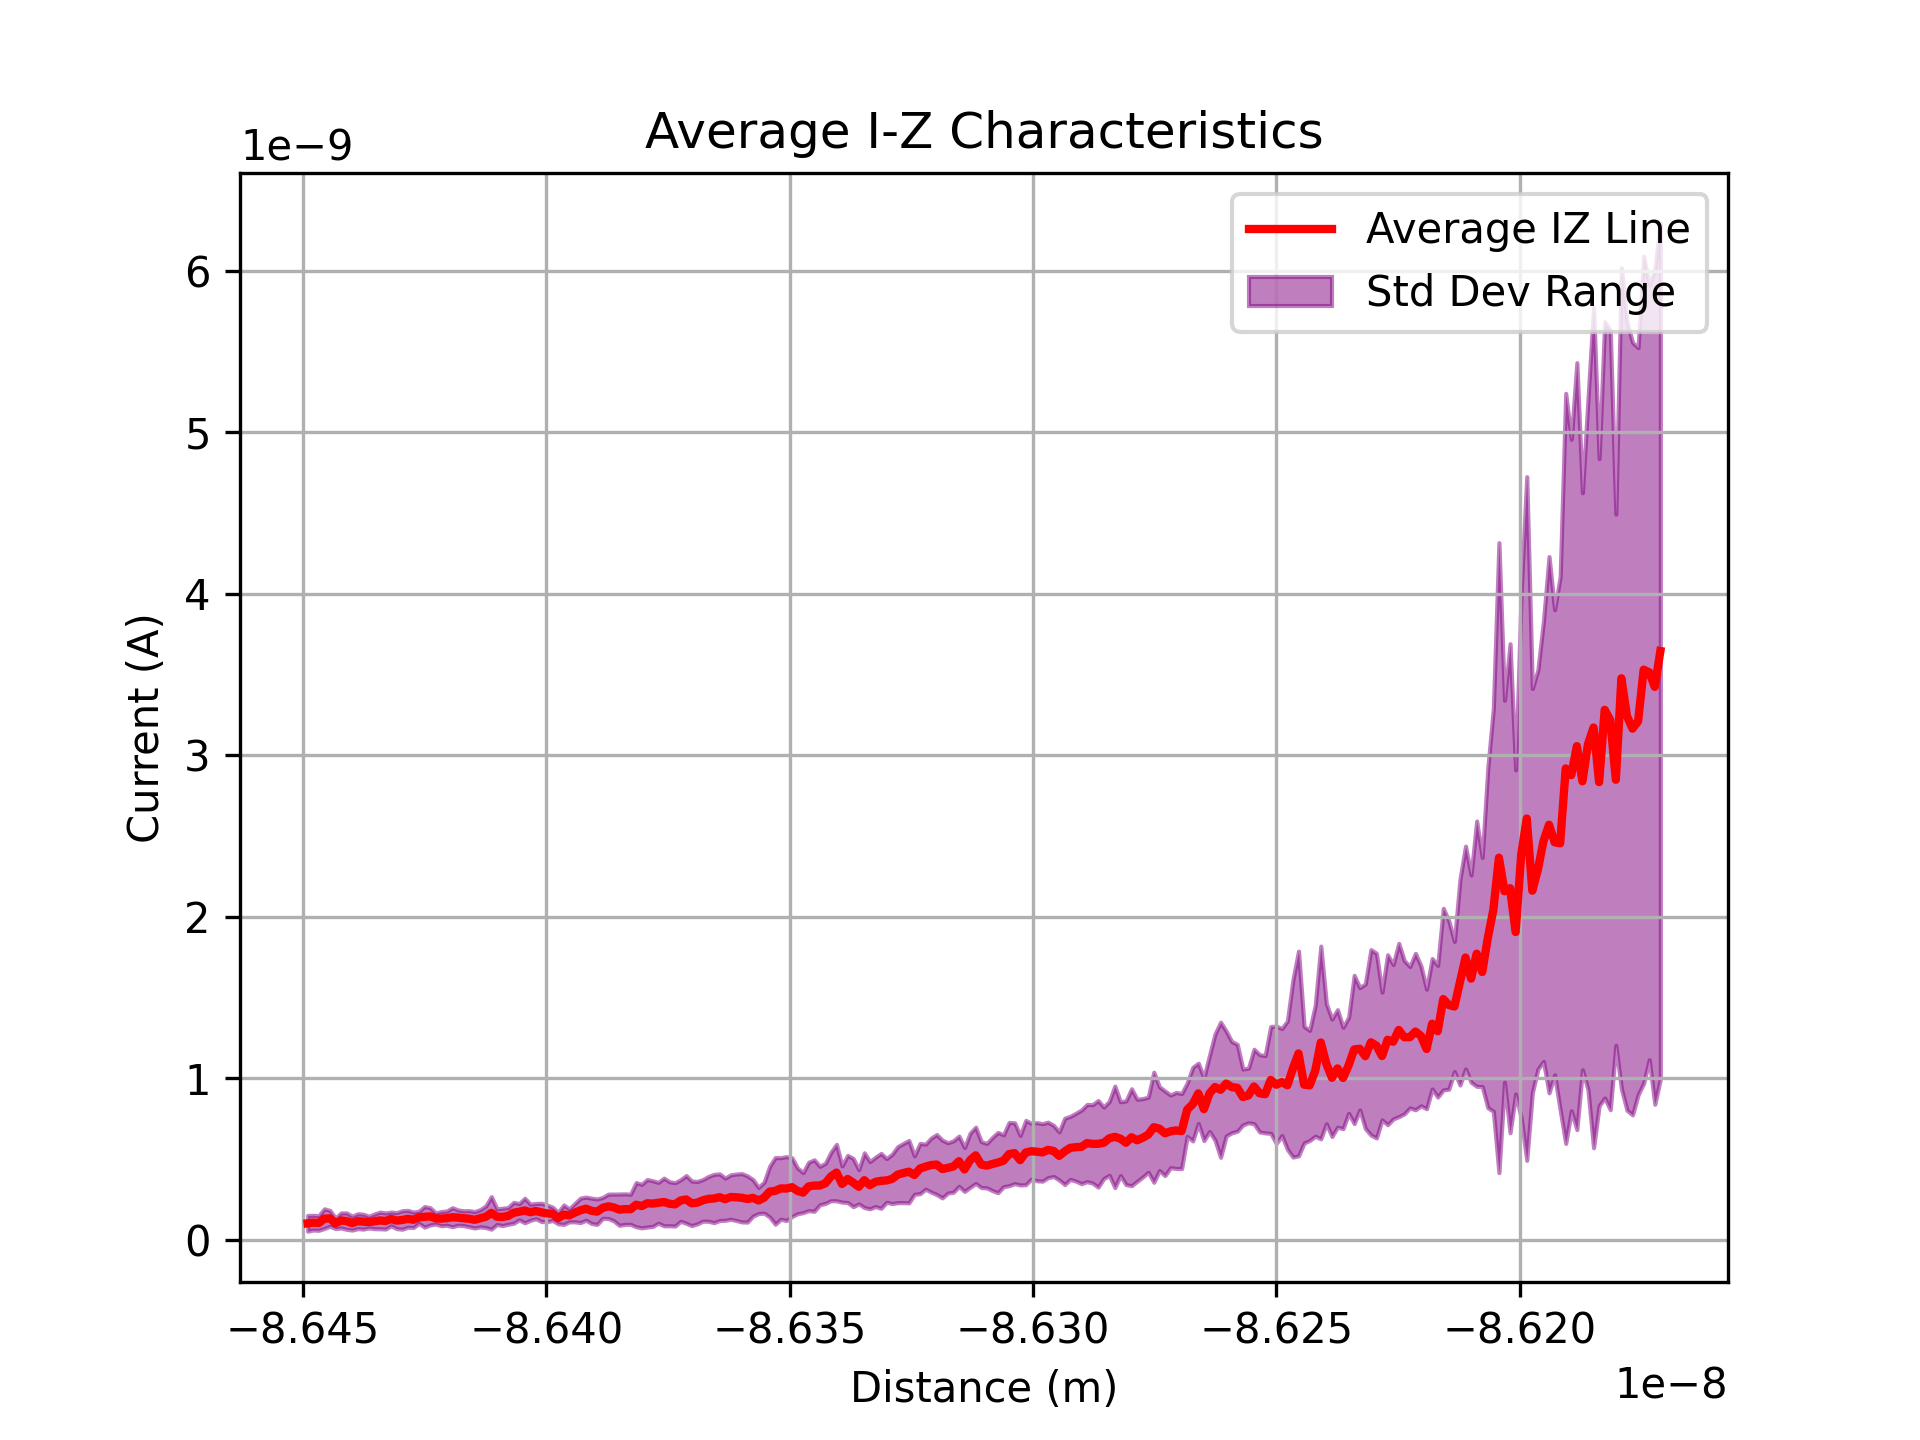 Average I-Z Characteristics
1e−9
Average IZ Line
Std Dev Range
6
5
4
3
2
1
0
Current (A)
−8.645 −8.640 −8.635 −8.630 −8.625 −8.620
Distance (m)
1e−8